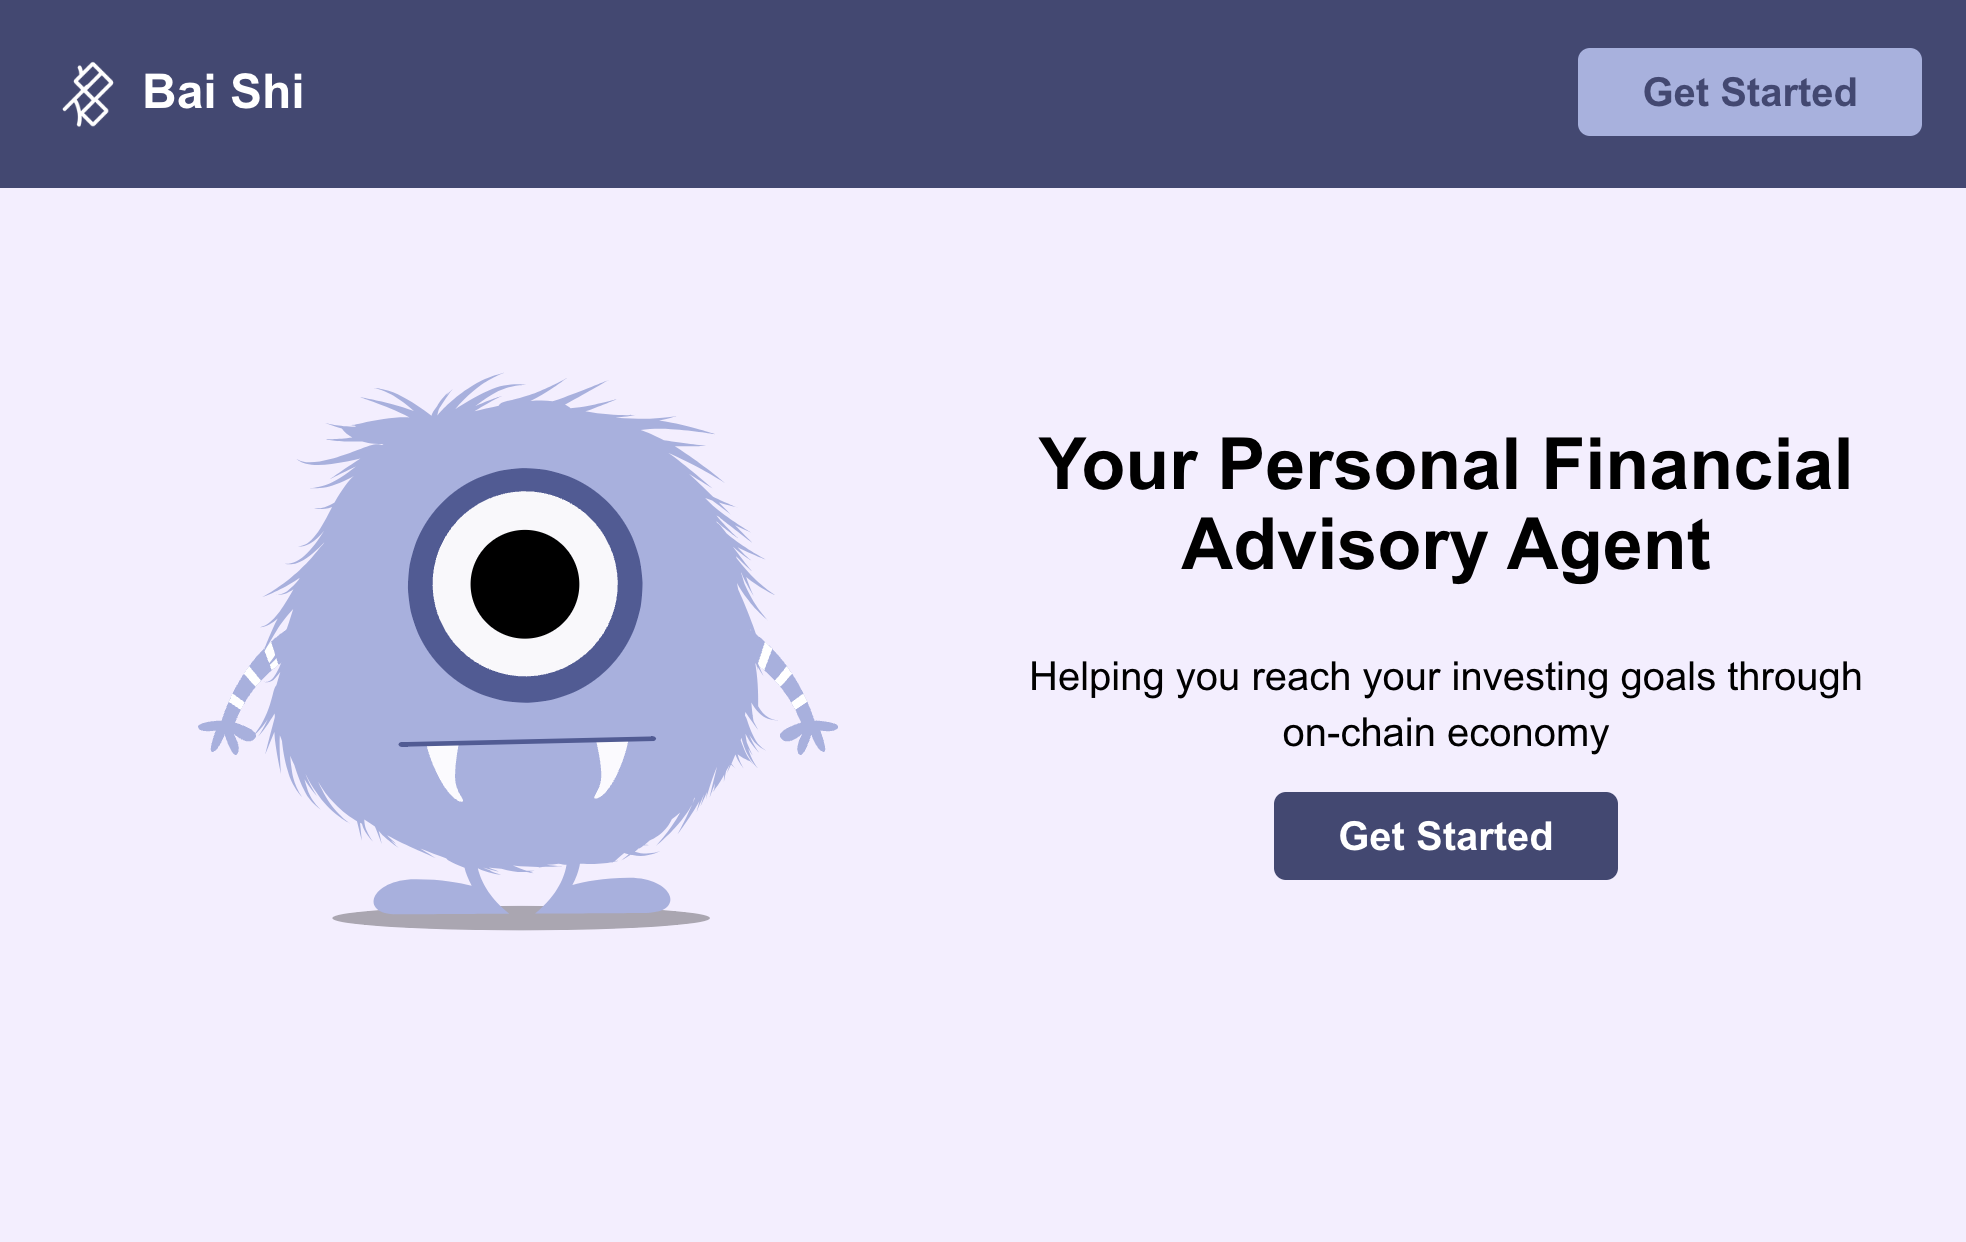 Bai Shi
Get Started
Your Personal Financial
Advisory Agent
Helping you reach your investing goals through
on-chain economy
Get Started